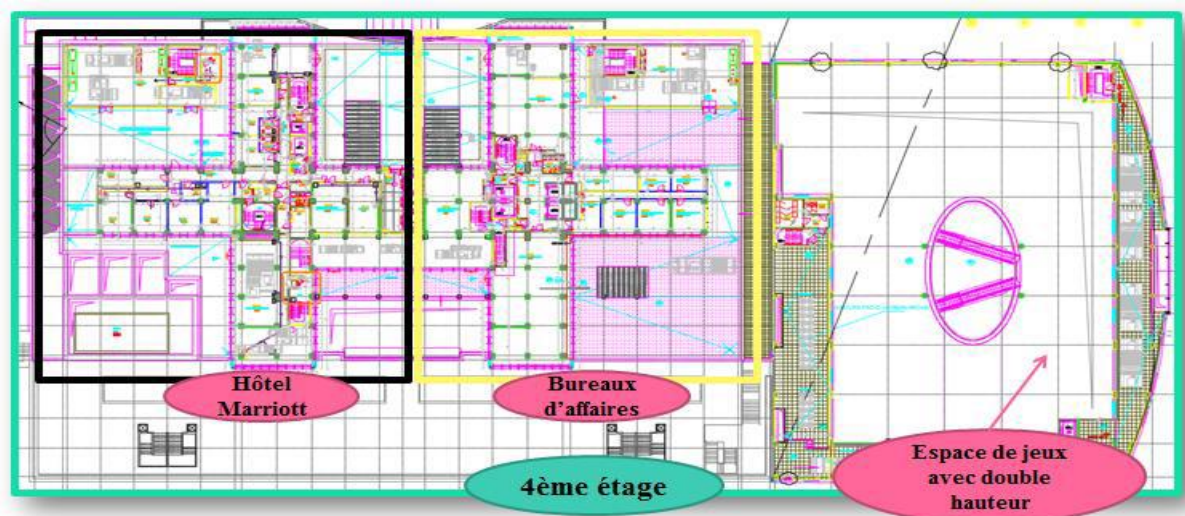 Hôtel
Marriott
Bureaux
d'affaires
Espace de jeux
avec double
hauteur
4ème étage